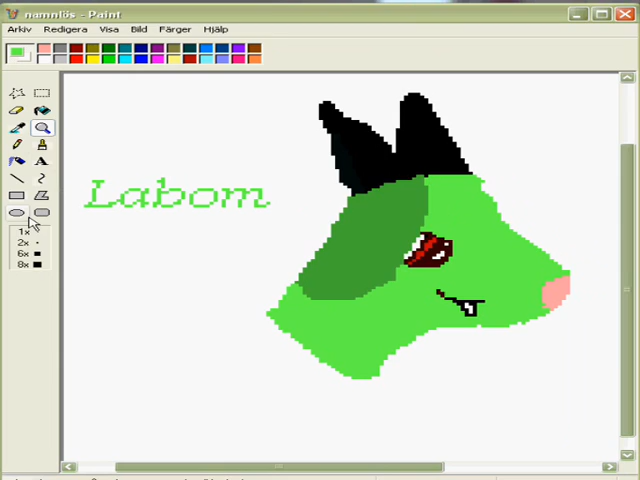 namnlös - Paint
Arkiv Redigera Visa Bild Färger Hjälp
A
Labom
1x
2x
6x
8x